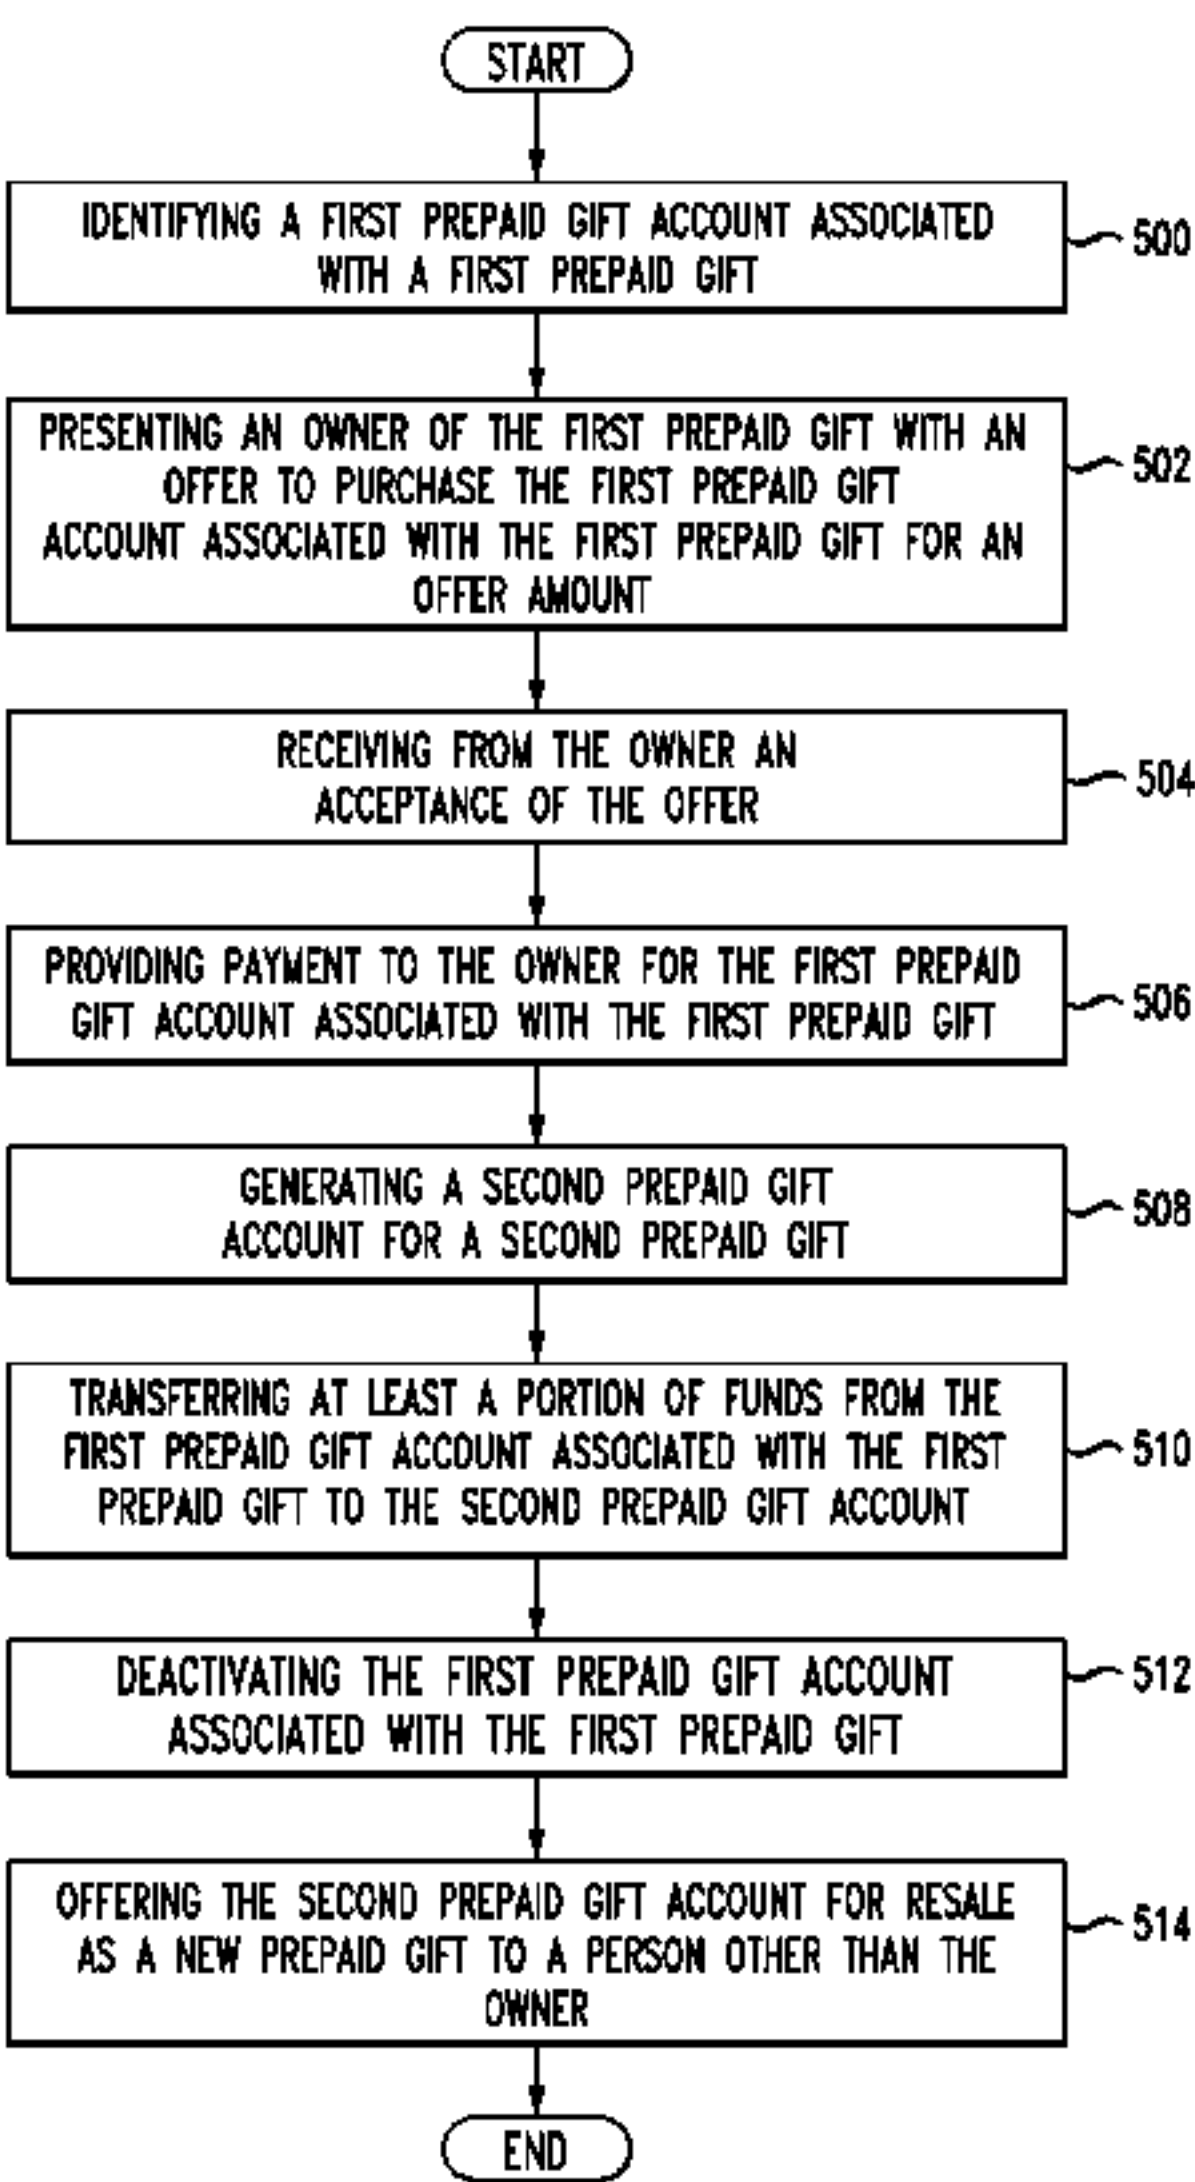 START
IDENTIFYING A FIRST PREPAID GIFT ACCOUNT ASSOCIATED
WITH A FIRST PREPAID GIFT
500
PRESENTING AN OWNER OF THE FIRST PREPAID GIFT WITH AN
OFFER TO PURCHASE THE FIRST PREPAID GIFT
ACCOUNT ASSOCIATED WITH THE FIRST PREPAID GIFT FOR AN
OFFER AMOUNT
502
RECEIVING FROM THE OWNER AN
ACCEPTANCE OF THE OFFER
504
PROVIDING PAYMENT TO THE OWNER FOR THE FIRST PREPAID
GIFT ACCOUNT ASSOCIATED WITH THE FIRST PREPAID GIFT
506
GENERATING A SECOND PREPAID GIFT
ACCOUNT FOR A SECOND PREPAID GIFT
508
TRANSFERRING AT LEAST A PORTION OF FUNDS FROM THE
FIRST PREPAID GIFT ACCOUNT ASSOCIATED WITH THE FIRST
PREPAID GIFT TO THE SECOND PREPAID GIFT ACCOUNT
510
DEACTIVATING THE FIRST PREPAID GIFT ACCOUNT
ASSOCIATED WITH THE FIRST PREPAID GIFT
512
OFFERING THE SECOND PREPAID GIFT ACCOUNT FOR RESALE
AS A NEW PREPAID GIFT TO A PERSON OTHER THAN THE
OWNER
514
END